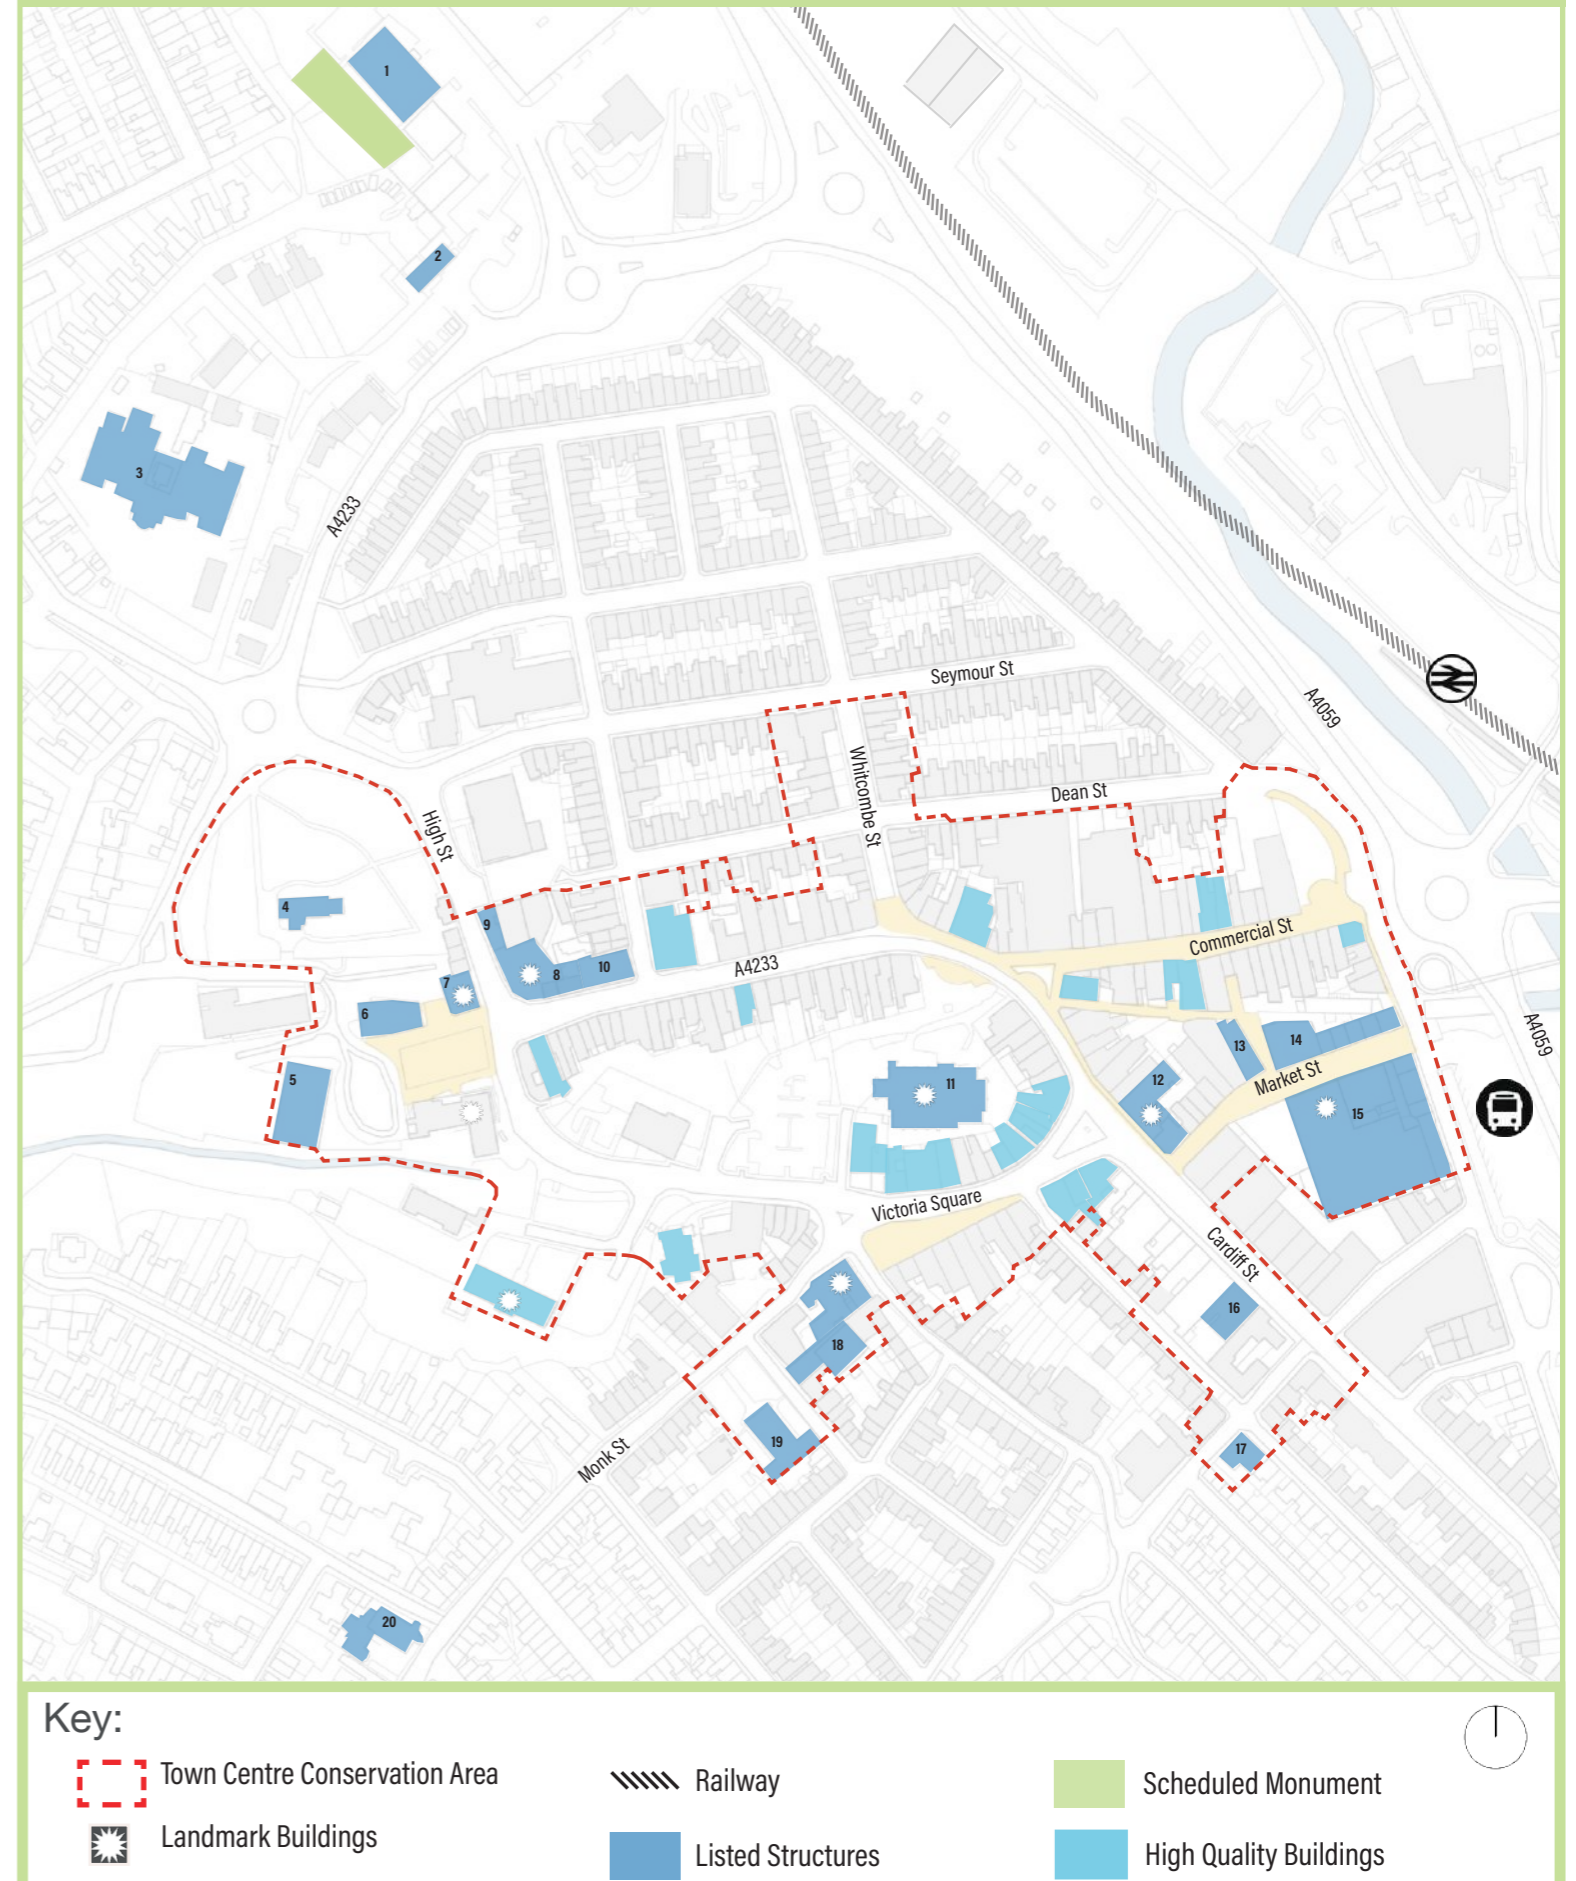 1
2
3
A4233
Seymour St
A4059
Whitcombe St
Dean St
High St
4
9
8
10
A4233
Commercial St
7
6
5
11
12
13
14
Market St
15
A4059
Victoria Square
Cardiff St
16
17
18
19
Monk St
20
Key:
Town Centre Conservation Area
Railway
Scheduled Monument
Landmark Buildings
Listed Structures
High Quality Buildings